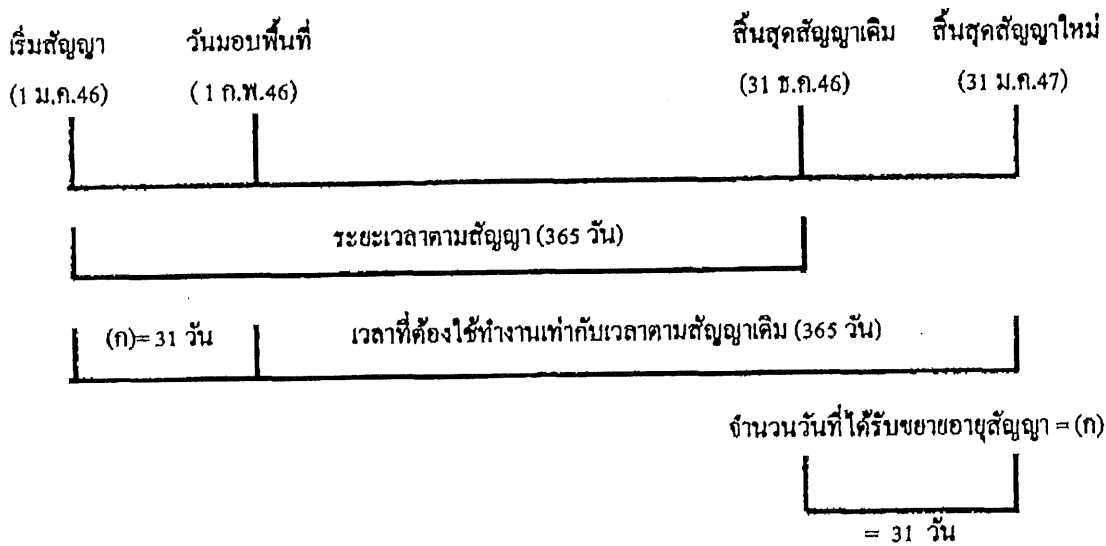 เริ่มสัญญา วันมอบพื้นที่ สิ้นสุดสัญญาเดิม สิ้นสุดสัญญาใหม่
(1 ม.ค.46) ( 1 ก.พ.46) (31 ธ.ค.46) (31 ม.ค.47)
ระยะเวลาตามสัญญา (365 วัน)
(ก)= 31 วัน เวลาที่ต้องใช้ทำงานเท่ากับเวลาตามสัญญาเดิม (365 วัน)
จำนวนวันที่ได้รับขยายอายุสัญญา = (ก)
= 31 วัน